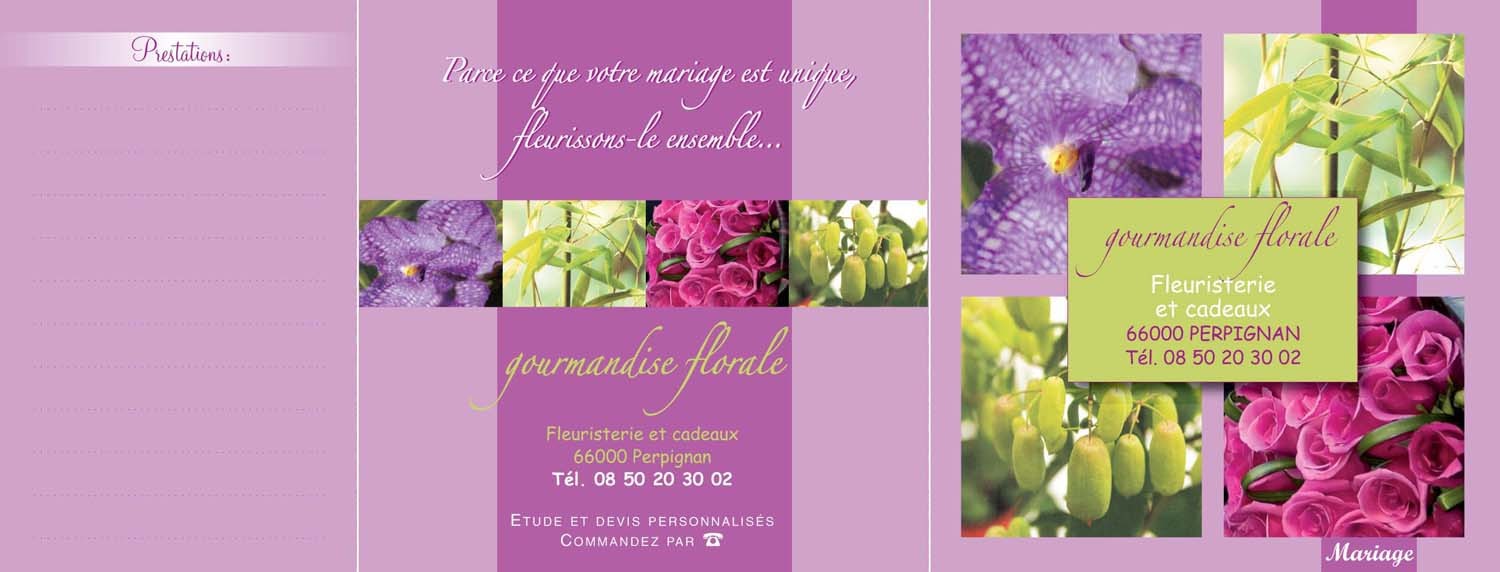 Prestations :
Parce ce que votre mariage est unique,
fleurissons-le ensemble...
gourmandise florale
Fleuristerie et cadeaux
66000 Perpignan
Tél. 08 50 20 30 02
ETUDE ET DEVIS PERSONNALISÉS
COMMANDEZ PAR ☎
gourmandise florale
Fleuristerie
et cadeaux
66000 PERPIGNAN
Tél. 08 50 20 30 02
Mariage